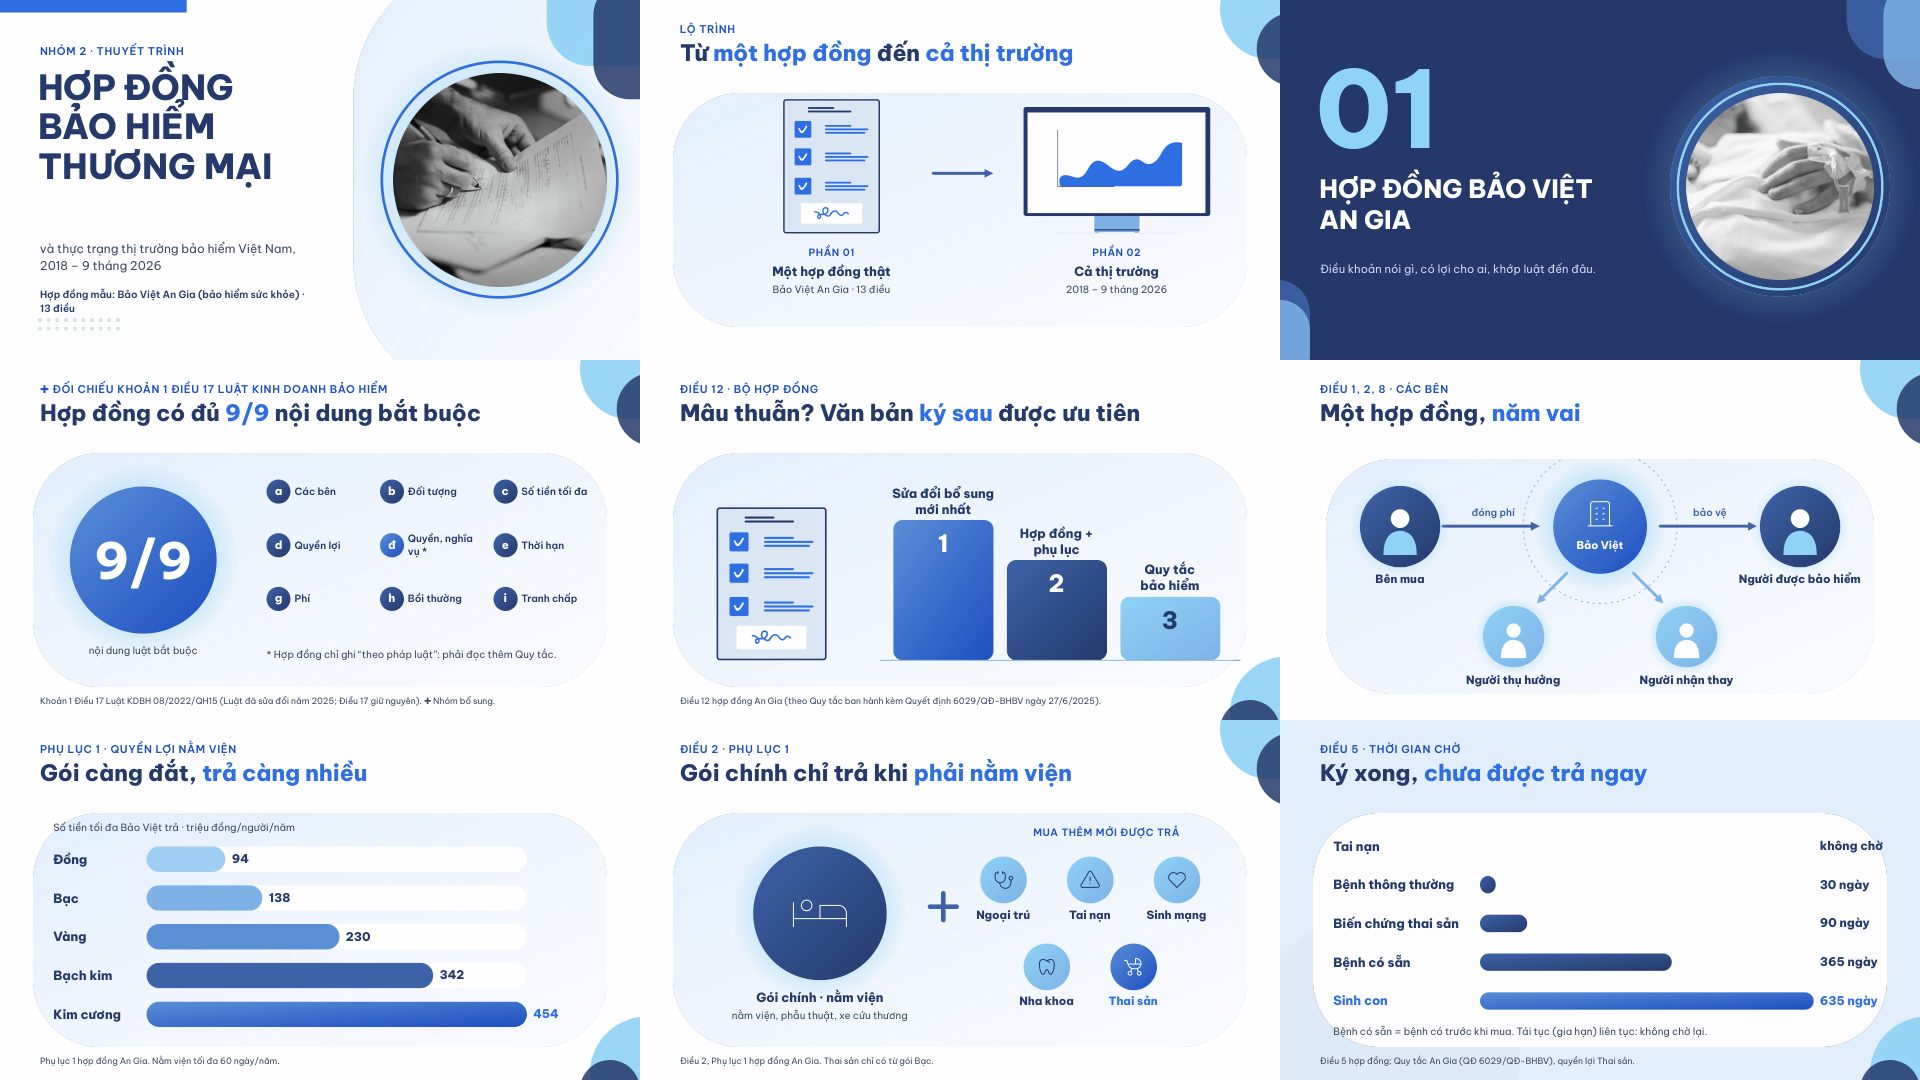 NHÓM 2 · THUYẾT TRÌNH
HỢP ĐỒNG
BẢO HIỂM
THƯƠNG MẠI
và thực trạng thị trường bảo hiểm Việt Nam,
2018 – 9 tháng 2026
Hợp đồng mẫu: Bảo Việt An Gia (bảo hiểm sức khỏe) ·
13 điều
LỘ TRÌNH
Từ một hợp đồng đến cả thị trường
PHẦN 01
Một hợp đồng thật
Bảo Việt An Gia · 13 điều
PHẦN 02
Cả thị trường
2018 – 9 tháng 2026
01
HỢP ĐỒNG BẢO VIỆT
AN GIA
Điều khoản nói gì, có lợi cho ai, khớp luật đến đâu.
✚ ĐỐI CHIẾU KHOẢN 1 ĐIỀU 17 LUẬT KINH DOANH BẢO HIỂM
Hợp đồng có đủ 9/9 nội dung bắt buộc
9/9
nội dung luật bắt buộc
a Các bên
b Đối tượng
c Số tiền tối đa
d Quyền lợi
đ Quyền, nghĩa
vụ *
e Thời hạn
g Phí
h Bồi thường
i Tranh chấp
* Hợp đồng chỉ ghi “theo pháp luật”: phải đọc thêm Quy tắc.
Khoản 1 Điều 17 Luật KDBH 08/2022/QH15 (Luật đã sửa đổi năm 2025; Điều 17 giữ nguyên). ✚ Nhóm bổ sung.
ĐIỀU 12 · BỘ HỢP ĐỒNG
Mâu thuẫn? Văn bản ký sau được ưu tiên
Sửa đổi bổ sung
mới nhất
1
Hợp đồng +
phụ lục
2
Quy tắc
bảo hiểm
3
Điều 12 hợp đồng An Gia (theo Quy tắc ban hành kèm Quyết định 6029/QĐ-BHBV ngày 27/6/2025).
ĐIỀU 1, 2, 8 · CÁC BÊN
Một hợp đồng, năm vai
Bên mua
đóng phí
Bảo Việt
bảo vệ
Người được bảo hiểm
Người thụ hưởng
Người nhận thay
PHỤ LỤC 1 · QUYỀN LỢI NẰM VIỆN
Gói càng đắt, trả càng nhiều
Số tiền tối đa Bảo Việt trả · triệu đồng/người/năm
Đồng 94
Bạc 138
Vàng 230
Bạch kim 342
Kim cương 454
Phụ lục 1 hợp đồng An Gia. Nằm viện tối đa 60 ngày/năm.
ĐIỀU 2 · PHỤ LỤC 1
Gói chính chỉ trả khi phải nằm viện
Gói chính · nằm viện
nằm viện, phẫu thuật, xe cứu thương
MUA THÊM MỚI ĐƯỢC TRẢ
Ngoại trú
Tai nạn
Sinh mạng
Nha khoa
Thai sản
Điều 2, Phụ lục 1 hợp đồng An Gia. Thai sản chỉ có từ gói Bạc.
ĐIỀU 5 · THỜI GIAN CHỜ
Ký xong, chưa được trả ngay
Tai nạn không chờ
Bệnh thông thường 30 ngày
Biến chứng thai sản 90 ngày
Bệnh có sẵn 365 ngày
Sinh con 635 ngày
Bệnh có sẵn = bệnh có trước khi mua. Tái tục (gia hạn) liên tục: không chờ lại.
Điều 5 hợp đồng; Quy tắc An Gia (QĐ 6029/QĐ-BHBV), quyền lợi Thai sản.